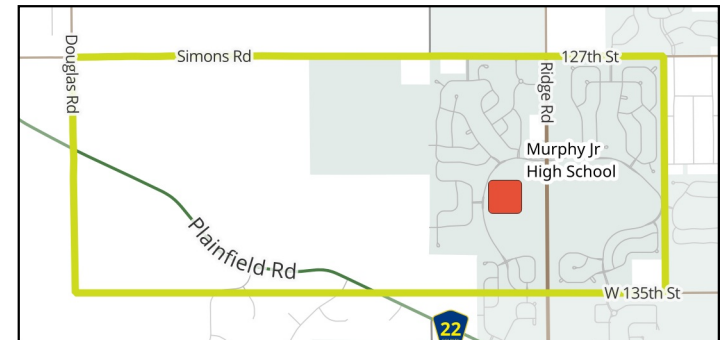 Douglas Rd
Simons Rd
127th St
Ridge Rd
Murphy Jr
High School
Plainfield Rd
W 135th St
22